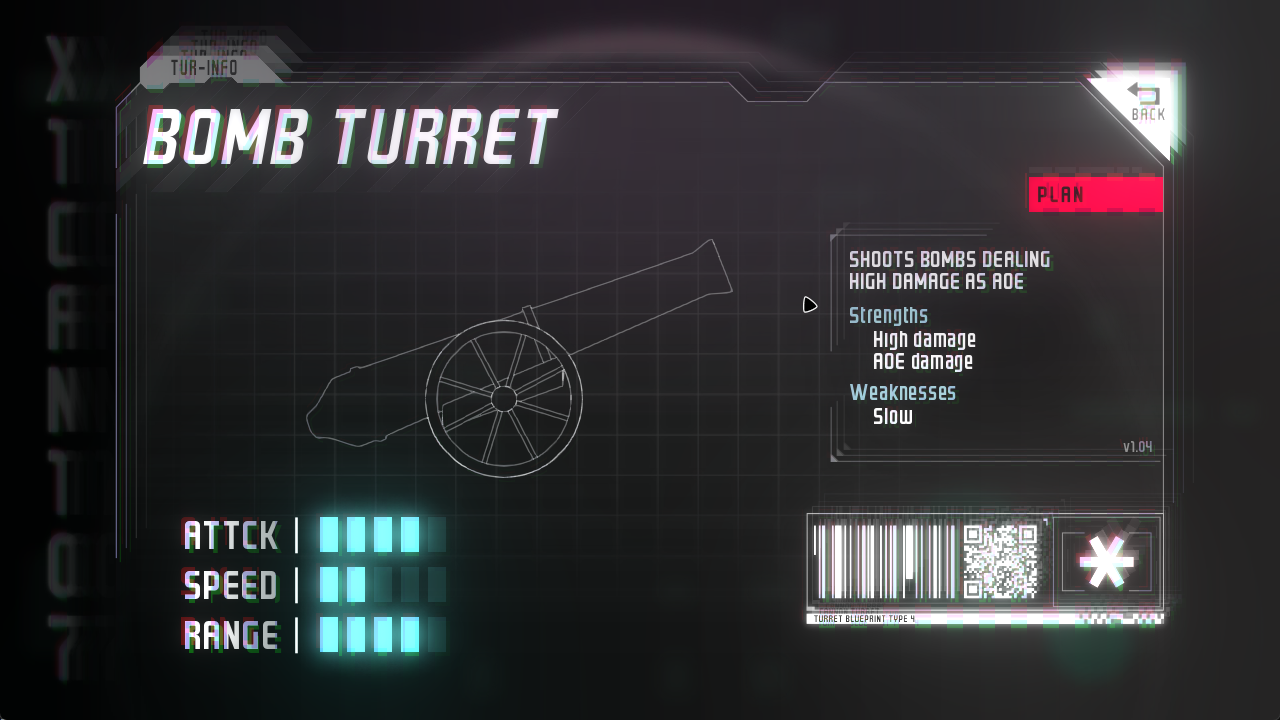 TUR-INFO
BACK
BOMB TURRET
PLAN
SHOOTS BOMBS DEALING
HIGH DAMAGE AS AOE
Strengths
High damage
AOE damage
Weaknesses
Slow
v1.04
ATTCK |
SPEED |
RANGE |
TURRET BLUEPRINT TYPE 4